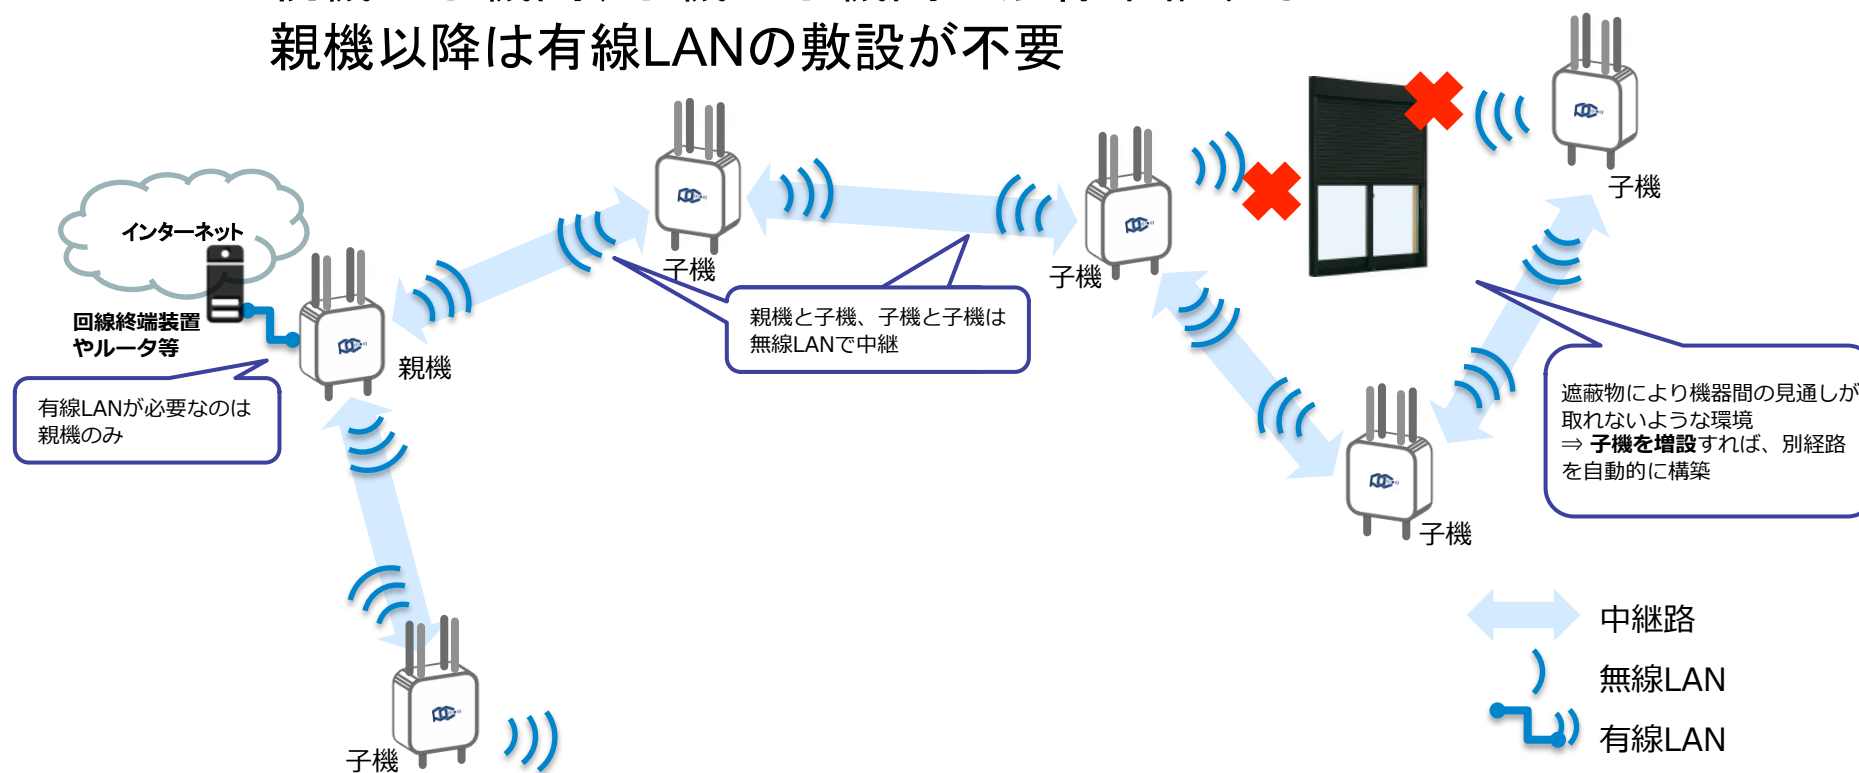 親機以降は有線LANの敷設が不要
子機
インターネット
子機
子機
回線終端装置
やルータ等
親機と子機、子機と子機は
無線LANで中継
親機
有線LANが必要なのは
親機のみ
遮蔽物により機器間の見通しが
取れないような環境
⇒ 子機を増設すれば、別経路
を自動的に構築
子機
中継路
無線LAN
有線LAN
子機